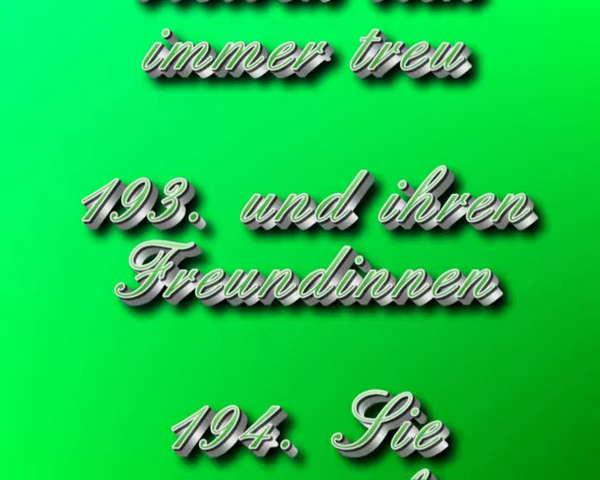 immer treu
193. und ihren
Freundinnen
194. Sie